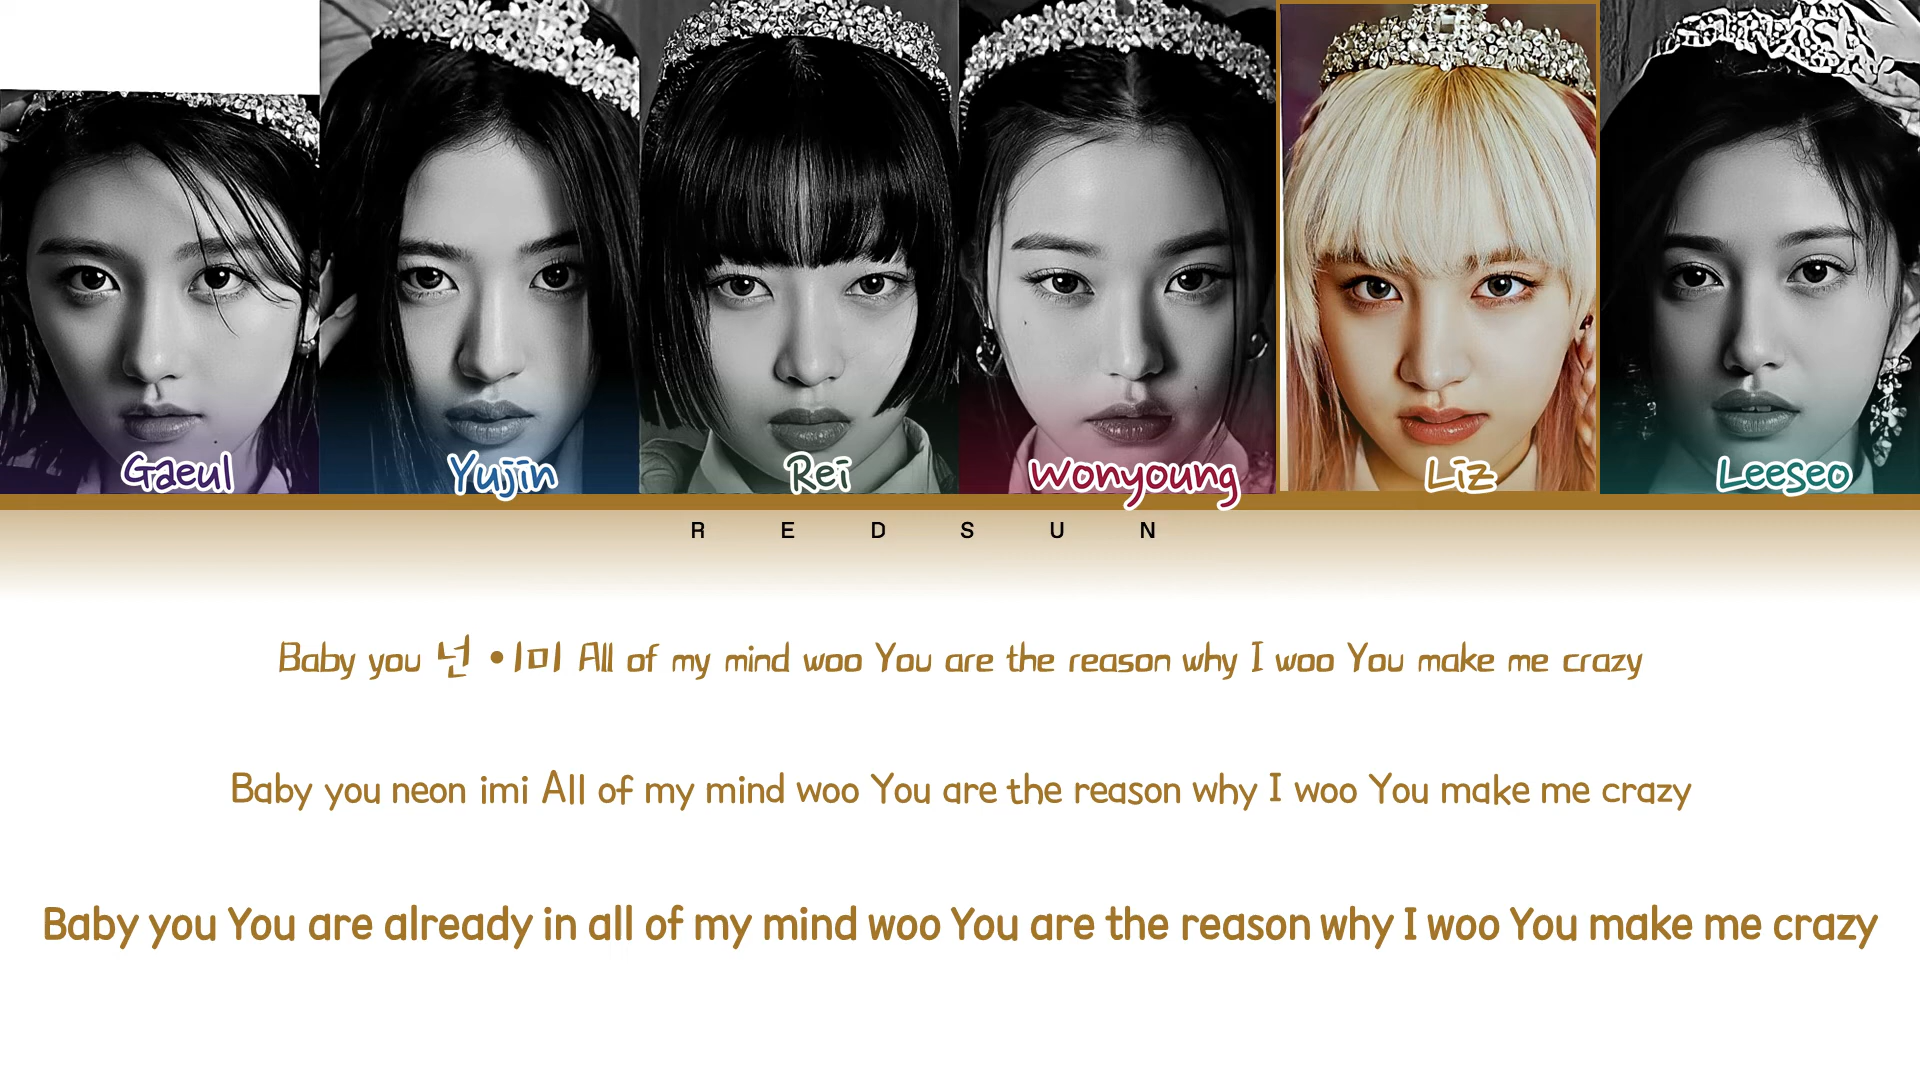 Gaeul Yujin Rei Wonyoung Liz Leeseo
REDSUN
Baby you 넌 이미 All of my mind woo You are the reason why I woo You make me crazy
Baby you neon imi All of my mind woo You are the reason why I woo You make me crazy
Baby you You are already in all of my mind woo You are the reason why I woo You make me crazy